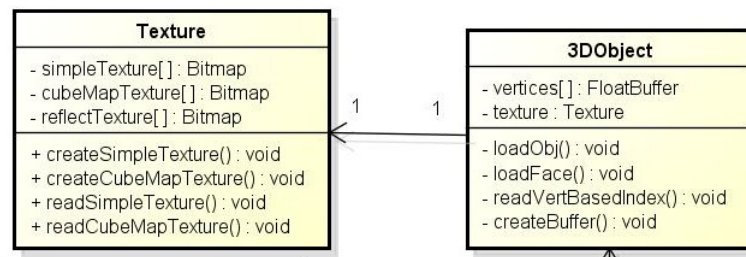 Texture
- simpleTexture[ ] : Bitmap
- cubeMapTexture[ ] : Bitmap
- reflectTexture[ ] : Bitmap
+ createSimpleTexture() : void
+ createCubeMapTexture() : void
+ readSimpleTexture() : void
+ readCubeMapTexture() : void
1
1
3DObject
- vertices[ ] : FloatBuffer
- texture : Texture
- loadObj() : void
- loadFace() : void
- readVertBasedIndex() : void
- createBuffer() : void